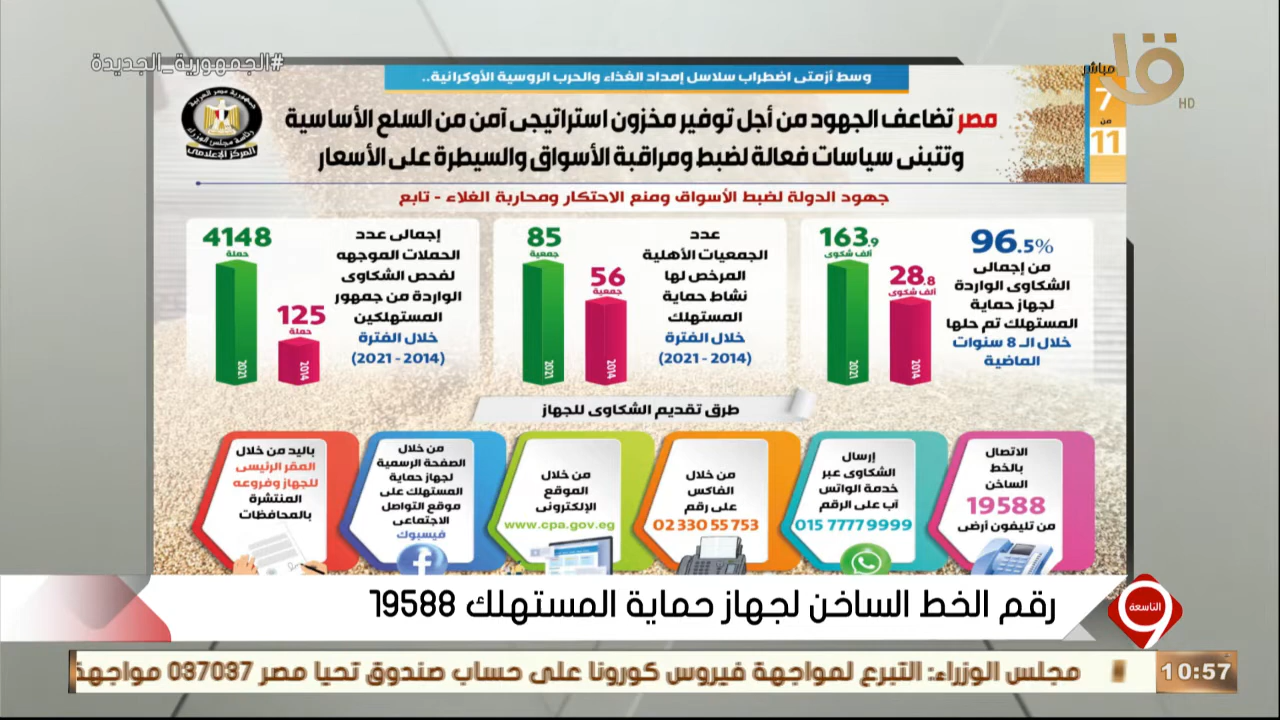 #الجمهورية_الجديدة
مباشر
HD
وسط أزمتى اضطراب سلاسل إمداد الغذاء والحرب الروسية الأوكرانية..
7
من
11
مصر تضاعف الجهود من أجل توفير مخزون استراتيجى آمن من السلع الأساسية
وتتبنى سياسات فعالة لضبط ومراقبة الأسواق والسيطرة على الأسعار
جمهورية مصر العربية
رئاسة مجلس الوزراء
المركز الإعلامى
جهود الدولة لضبط الأسواق ومنع الاحتكار ومحاربة الغلاء - تابع
96.5%
من إجمالى
الشكاوى الواردة
لجهاز حماية
المستهلك تم حلها
خلال الـ 8 سنوات
الماضية
163.9
ألف شكوى
28.8
ألف شكوى
2014
2021
عدد
الجمعيات الأهلية
المرخص لها
نشاط حماية
المستهلك
خلال الفترة
(2014 - 2021)
85
جمعية
56
جمعية
2014
2021
إجمالى عدد
الحملات الموجهه
لفحص الشكاوى
الواردة من جمهور
المستهلكين
خلال الفترة
(2014 - 2021)
4148
حملة
125
حملة
2014
2021
طرق تقديم الشكاوى للجهاز
الاتصال
بالخط
الساخن
19588
من تليفون أرضى
إرسال
الشكاوى عبر
خدمة الواتس
آب على الرقم
015 7777 9999
من خلال
الفاكس
على رقم
02 330 55 753
من خلال
الموقع
الإلكترونى
www.cpa.gov.eg
من خلال
الصفحة الرسمية
لجهاز حماية
المستهلك على
موقع التواصل
الاجتماعى
فيسبوك
باليد من خلال
المقر الرئيسى
للجهاز وفروعه
المنتشرة
بالمحافظات
التاسعة
رقم الخط الساخن لجهاز حماية المستهلك 19588
10:57
مجلس الوزراء: التبرع لمواجهة فيروس كورونا على حساب صندوق تحيا مصر 037037 مواجهة